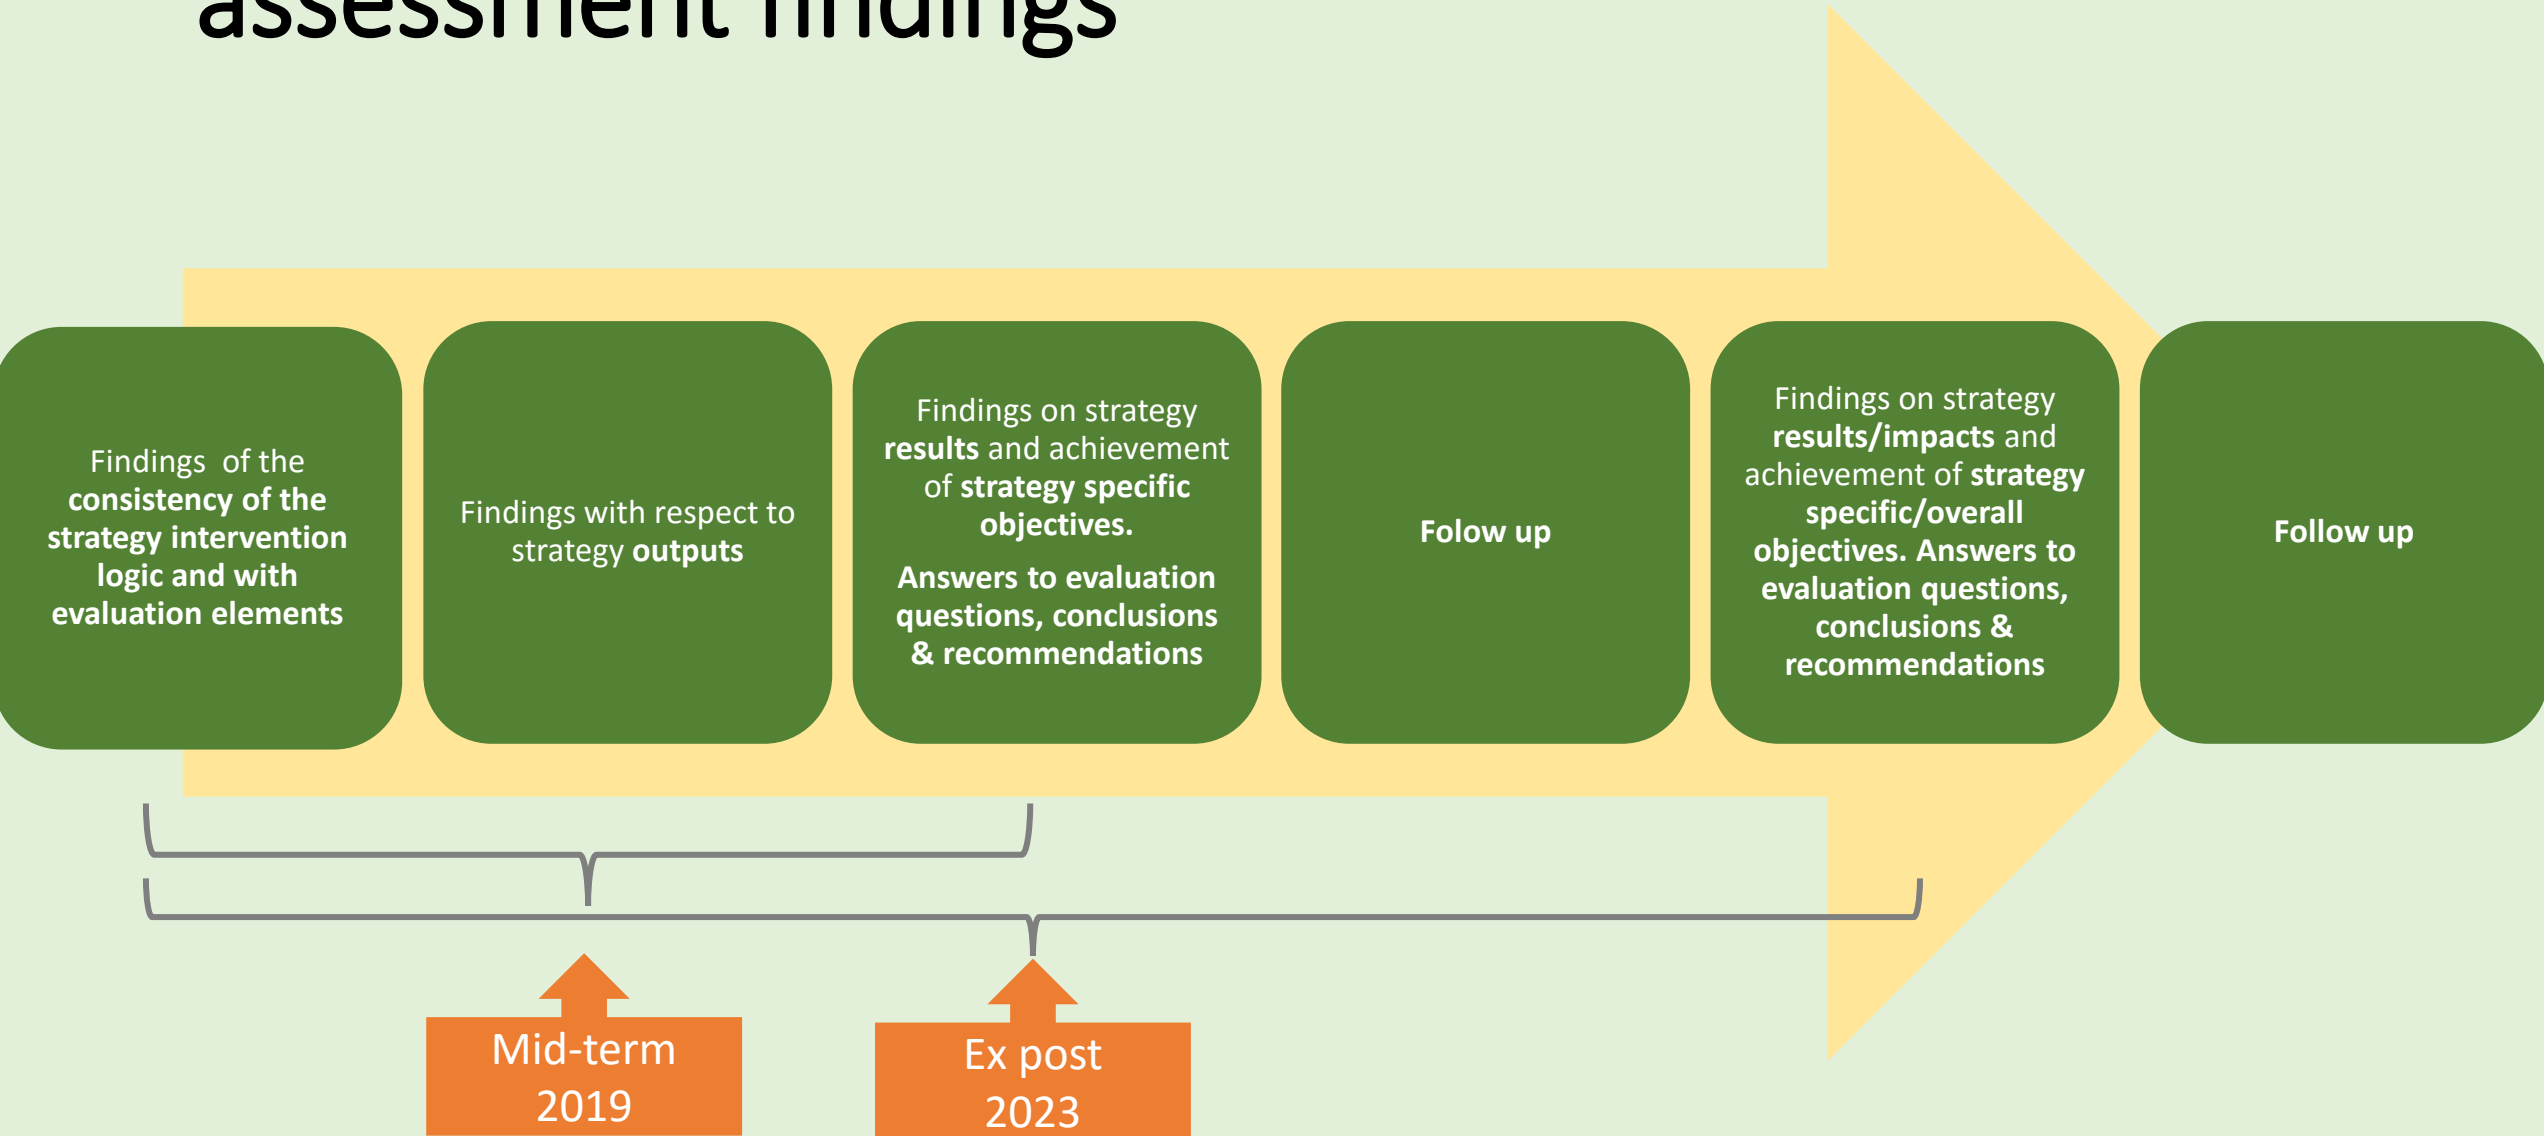 assessment findings
Findings  of the
consistency of the
strategy intervention
logic and with
evaluation elements
Findings with respect to
strategy outputs
Findings on strategy
results and achievement
of strategy specific
objectives.
Answers to evaluation
questions, conclusions
& recommendations
Folow up
Findings on strategy
results/impacts and
achievement of strategy
specific/overall
objectives. Answers to
evaluation questions,
conclusions &
recommendations
Follow up
Mid-term
2019
Ex post
2023